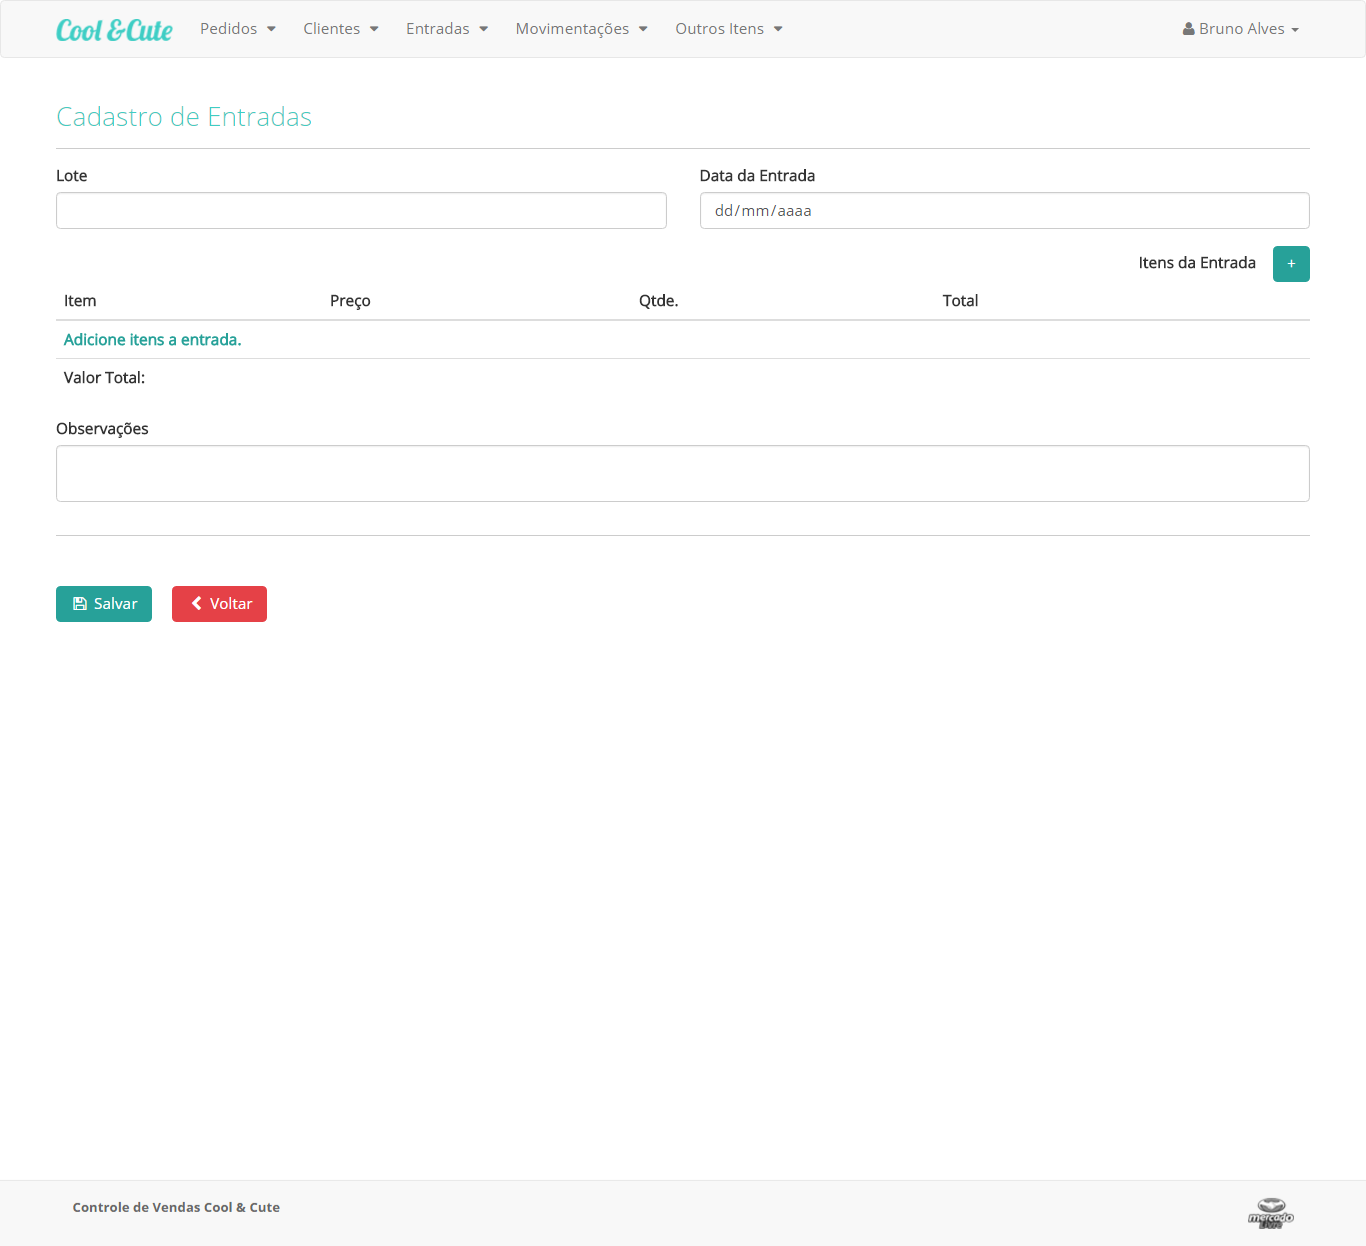 Cool &Cute Pedidos Clientes Entradas Movimentações Outros Itens Bruno Alves
Cadastro de Entradas
Lote Data da Entrada
dd/mm/aaaa
Itens da Entrada +
Item Preço Qtde. Total
Adicione itens a entrada.
Valor Total:
Observações
Salvar Voltar
Controle de Vendas Cool & Cute
mercado
livre